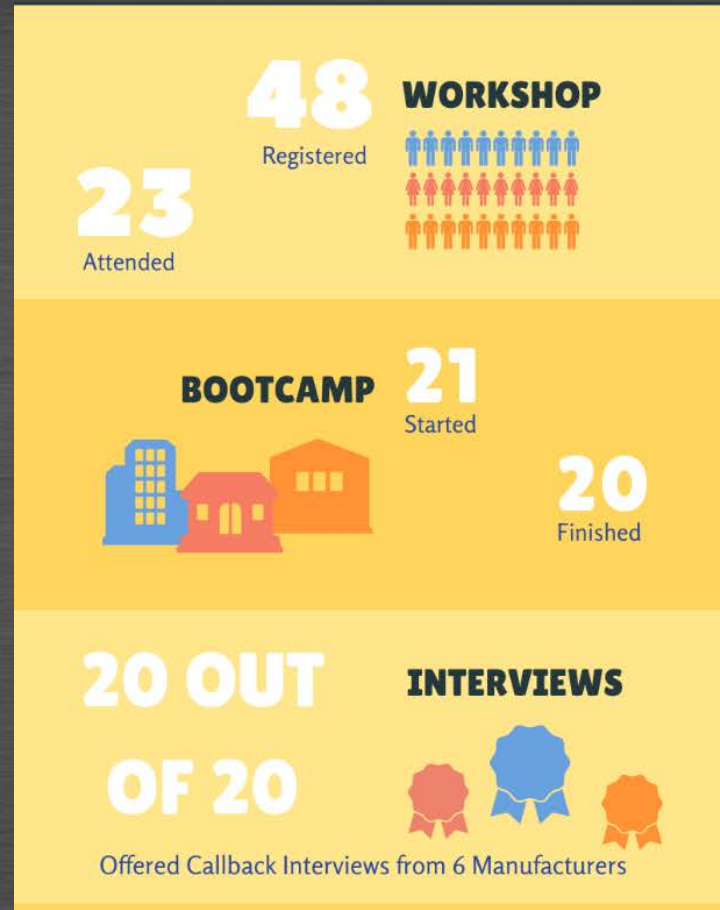 48
WORKSHOP
Registered
23
Attended
BOOTCAMP
21
Started
20
Finished
20 OUT
OF 20
INTERVIEWS
Offered Callback Interviews from 6 Manufacturers